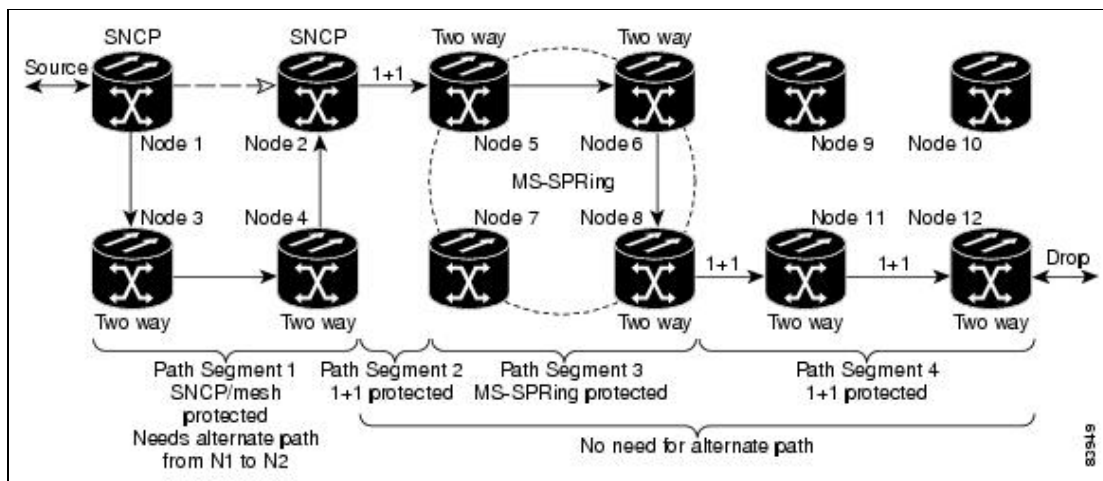 SNCP
SNCP
Two way
Two way
Source
1+1
Node 1
Node 2
Node 5
Node 6
Node 9
Node 10
MS-SPRing
Node 3
Node 4
Node 7
Node 8
Node 11
Node 12
1+1
1+1
Drop
Two way
Two way
Two way
Two way
Two way
Path Segment 1
SNCP/mesh
protected
Needs alternate path
from N1 to N2
Path Segment 2
1+1 protected
Path Segment 3
MS-SPRing protected
Path Segment 4
1+1 protected
No need for alternate path
83949